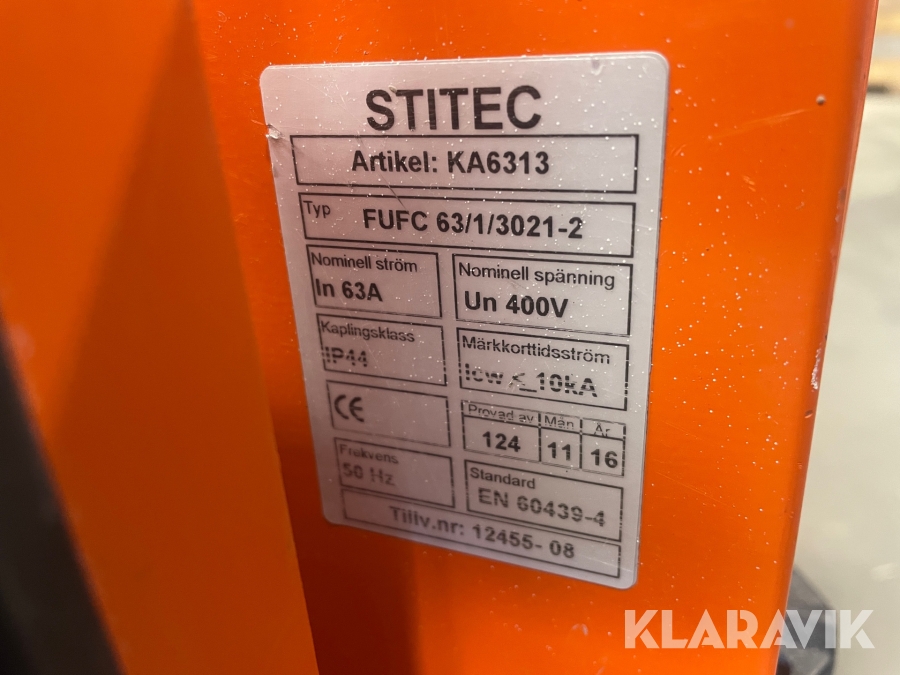 STITEC
Artikel: KA6313
Typ FUFC 63/1/3021-2
Nominell ström
In 63A
Nominell spänning
Un 400V
Kaplingsklass
IP44
Märkkorttidsström
Icw <_10kA
CE
Provad av Mån År
124 11 16
Frekvens
50 Hz
Standard
EN 60439-4
Tillv.nr: 12455- 08
KLARAVIK